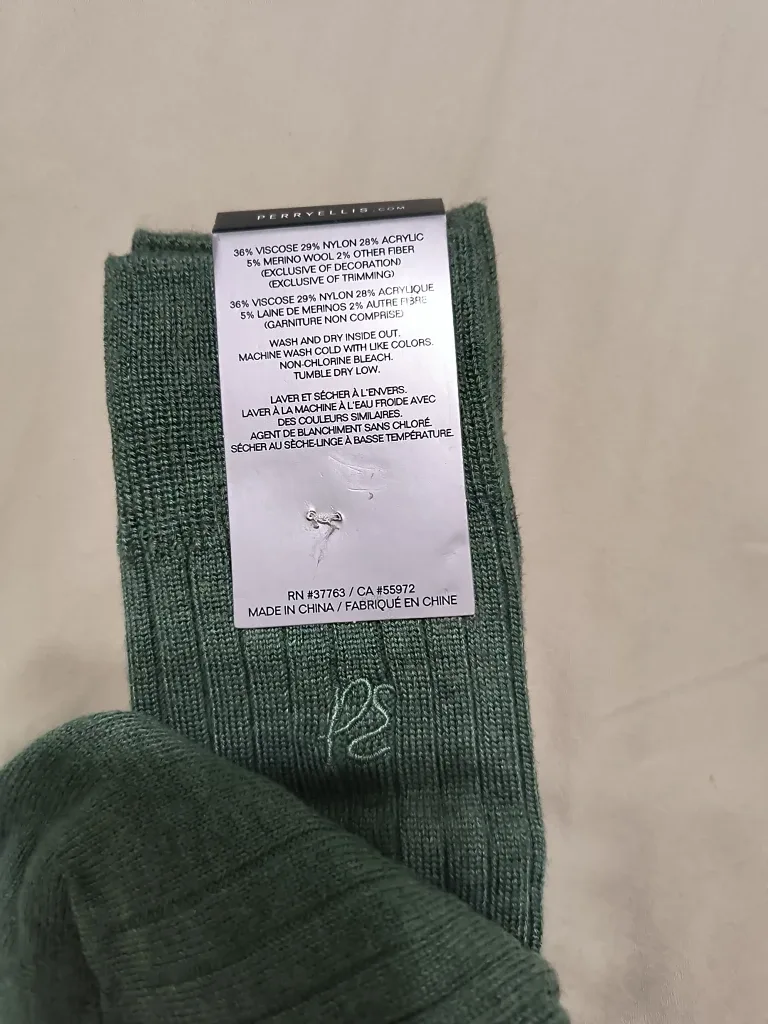 PERRYELLIS.COM
36% VISCOSE 29% NYLON 28% ACRYLIC
5% MERINO WOOL 2% OTHER FIBER
(EXCLUSIVE OF DECORATION)
(EXCLUSIVE OF TRIMMING)
36% VISCOSE 29% NYLON 28% ACRYLIQUE
5% LAINE DE MERINOS 2% AUTRE FIBRE
(GARNITURE NON COMPRISE)
WASH AND DRY INSIDE OUT.
MACHINE WASH COLD WITH LIKE COLORS.
NON-CHLORINE BLEACH.
TUMBLE DRY LOW.
LAVER ET SÉCHER À L'ENVERS.
LAVER À LA MACHINE À L'EAU FROIDE AVEC
DES COULEURS SIMILAIRES.
AGENT DE BLANCHIMENT SANS CHLORÉ.
SÉCHER AU SÈCHE-LINGE À BASSE TEMPÉRATURE.
RN #37763 / CA #55972
MADE IN CHINA / FABRIQUÉ EN CHINE